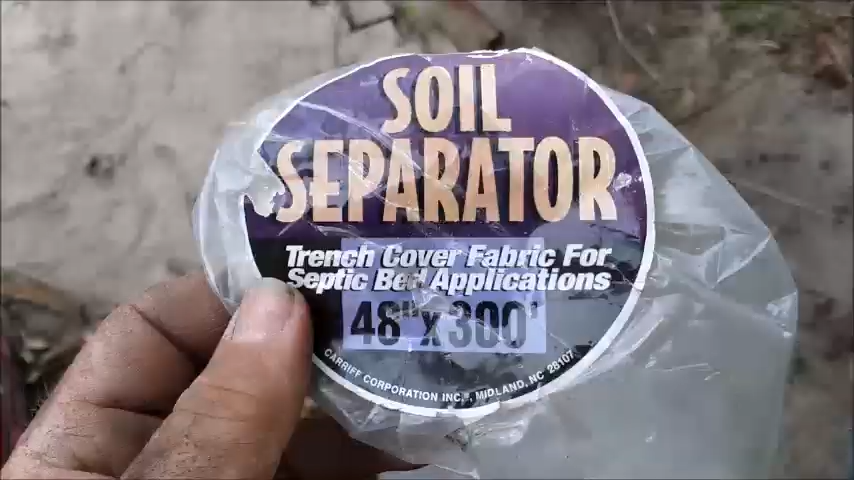 SOIL
SEPARATOR
Trench Cover Fabric For
Septic Bed Applications
48" x 300'
CARRIFF CORPORATION INC., MIDLAND, NC 28107